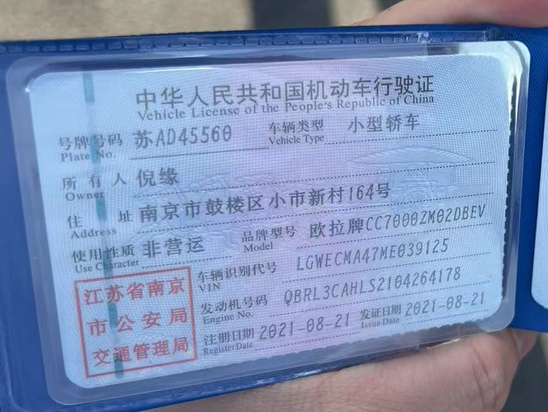 中华人民共和国机动车行驶证
Vehicle License of the People's Republic of China
号牌号码 苏AD45560 车辆类型 小型轿车
Plate No. Vehicle Type
所有人 倪缘
Owner
住址 南京市鼓楼区小市新村164号
Address
使用性质 非营运 品牌型号 欧拉牌CC7000ZM02DBEV
Use Character Model
江苏省南京市公安局交通管理局
车辆识别代号 LGWECMA47ME039125
VIN
发动机号码 QBRL3CAHLS2104264178
Engine No.
注册日期 2021-08-21 发证日期 2021-08-21
Register Date Issue Date